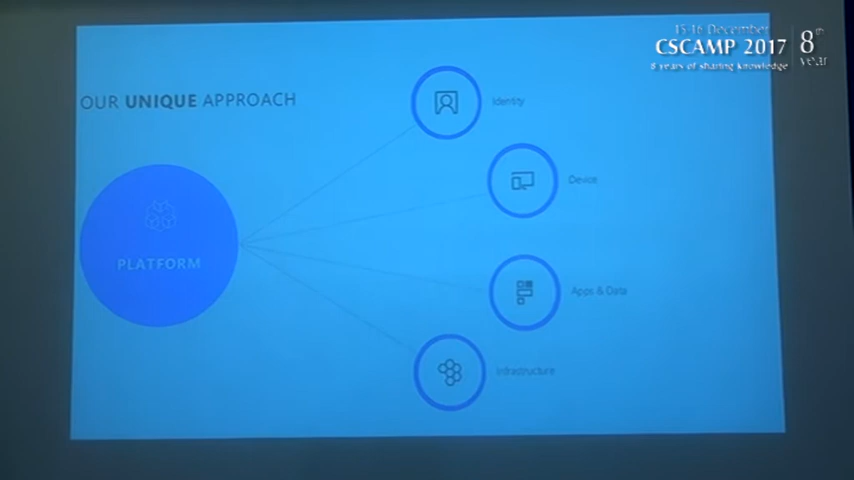 15-16 December
CSCAMP 2017
8 years of sharing knowledge
8th
year
OUR UNIQUE APPROACH
Identity
Device
PLATFORM
Apps & Data
Infrastructure